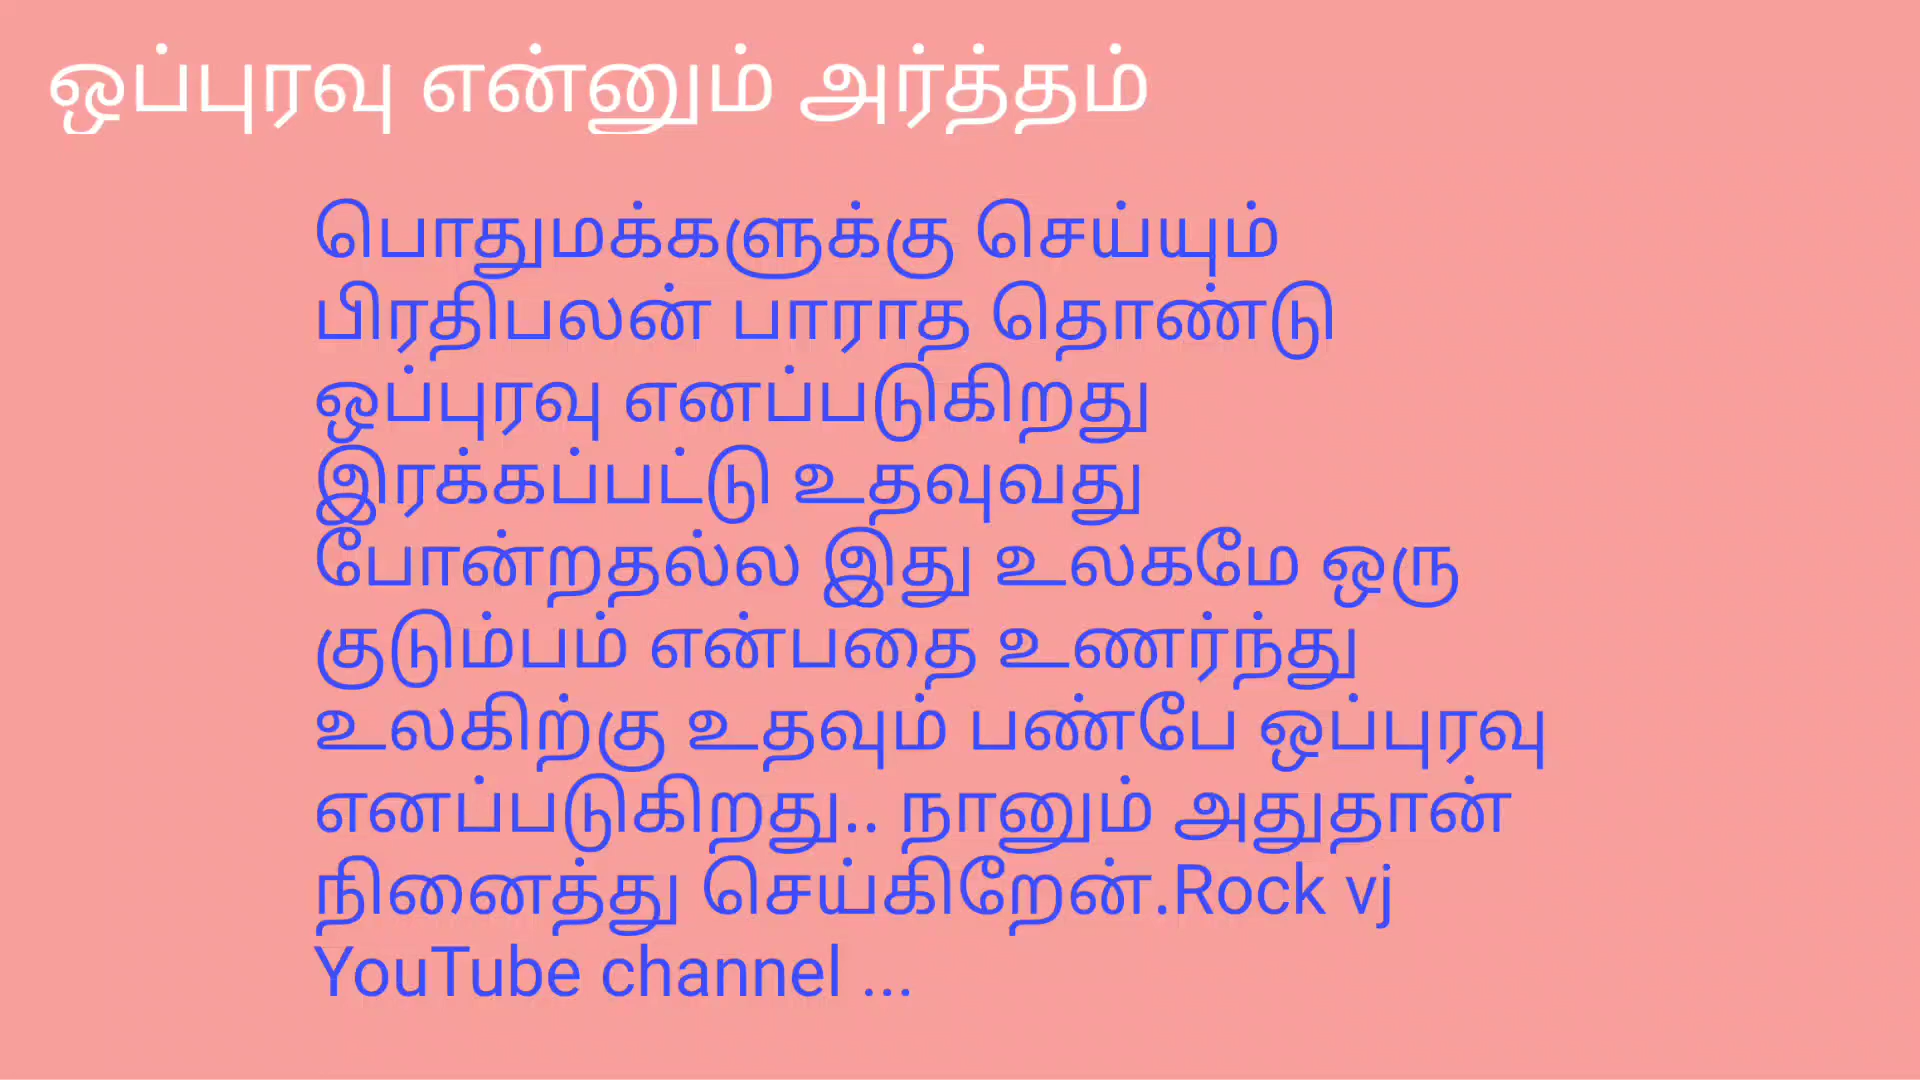 ஒப்புரவு என்னும் அர்த்தம்
பொதுமக்களுக்கு செய்யும்
பிரதிபலன் பாராத தொண்டு
ஒப்புரவு எனப்படுகிறது
இரக்கப்பட்டு உதவுவது
போன்றதல்ல இது உலகமே ஒரு
குடும்பம் என்பதை உணர்ந்து
உலகிற்கு உதவும் பண்பே ஒப்புரவு
எனப்படுகிறது.. நானும் அதுதான்
நினைத்து செய்கிறேன்.Rock vj
YouTube channel ...